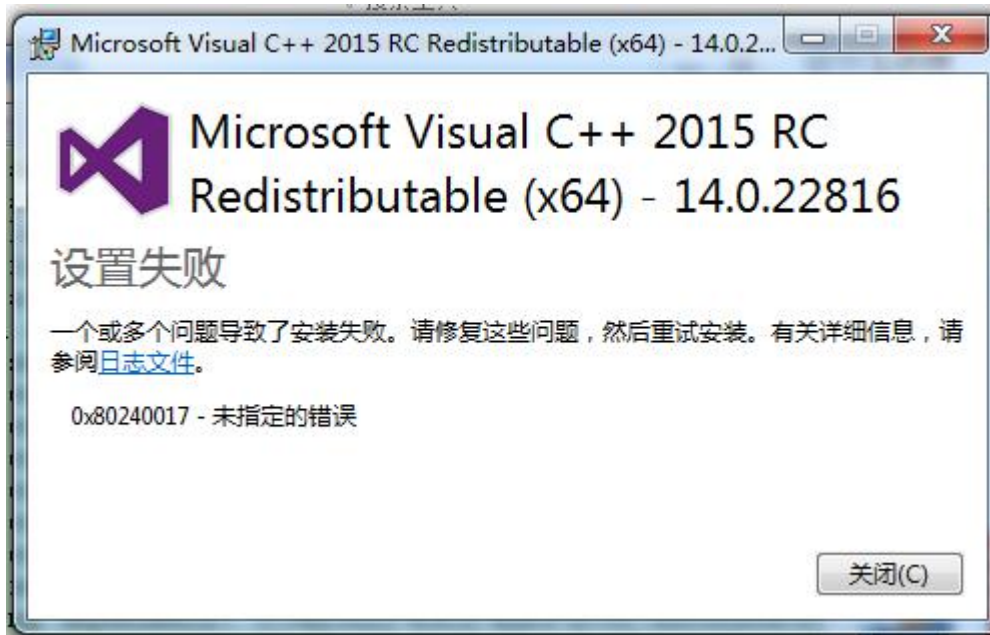 Microsoft Visual C++ 2015 RC Redistributable (x64) - 14.0.2...
Microsoft Visual C++ 2015 RC
Redistributable (x64) - 14.0.22816
设置失败
一个或多个问题导致了安装失败。请修复这些问题，然后重试安装。有关详细信息，请
参阅日志文件。
0x80240017 - 未指定的错误
关闭(C)